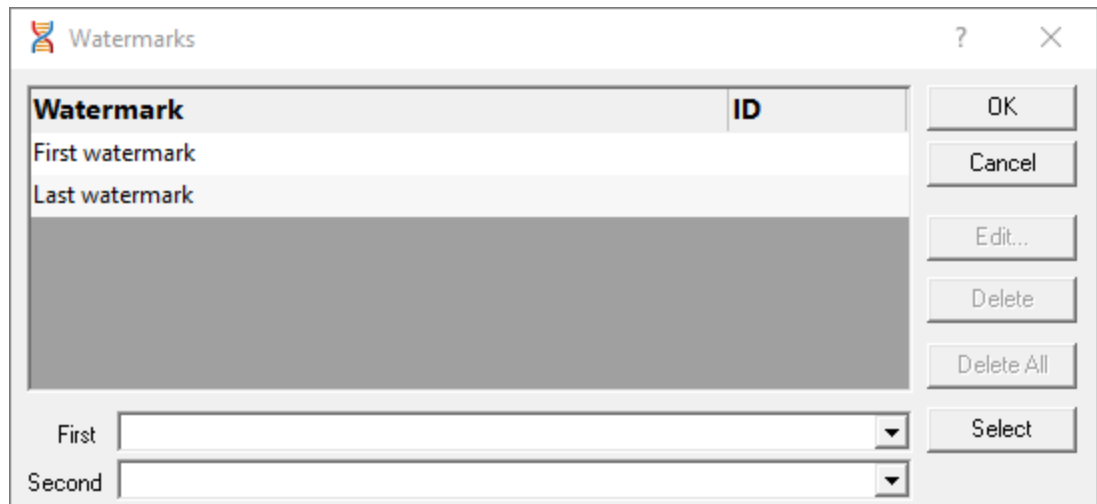 Watermarks
?
Watermark ID
First watermark
Last watermark
OK
Cancel
Edit...
Delete
Delete All
Select
First
Second